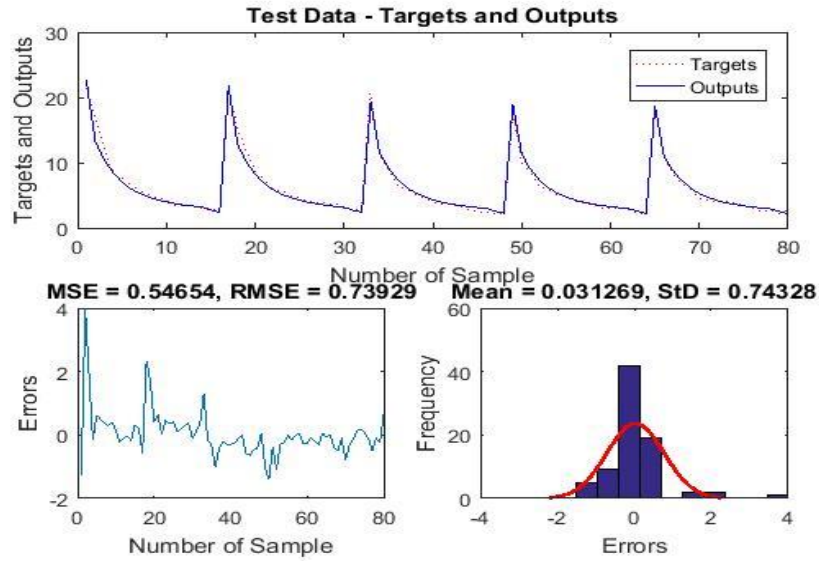 Test Data - Targets and Outputs
Targets and Outputs
30
20
10
0
Targets
Outputs
0 10 20 30 40 50 60 70 80
Number of Sample
MSE = 0.54654, RMSE = 0.73929
Errors
4
2
0
-2
0 20 40 60 80
Number of Sample
Mean = 0.031269, StD = 0.74328
Frequency
60
40
20
0
-4 -2 0 2 4
Errors